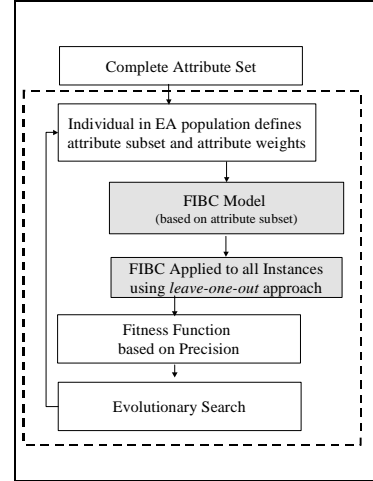 Complete Attribute Set
Individual in EA population defines
attribute subset and attribute weights
FIBC Model
(based on attribute subset)
FIBC Applied to all Instances
using leave-one-out approach
Fitness Function
based on Precision
Evolutionary Search